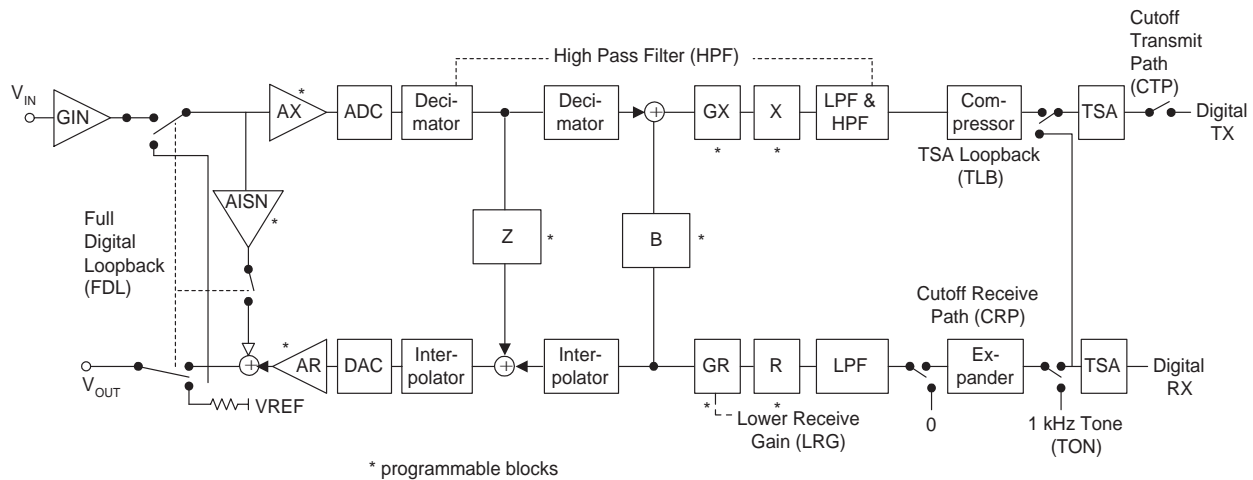 High Pass Filter (HPF)
Cutoff
Transmit
Path
(CTP)
VIN
GIN
AX
*
ADC
Deci-
mator
Deci-
mator
+
GX
*
X
*
LPF &
HPF
Com-
pressor
TSA
Digital
TX
TSA Loopback
(TLB)
AISN
*
Full
Digital
Loopback
(FDL)
Z
*
B
*
Cutoff Receive
Path (CRP)
VOUT
+
*
AR
DAC
Inter-
polator
+
Inter-
polator
GR
*
R
*
LPF
Ex-
pander
TSA
Digital
RX
VREF
Lower Receive
Gain (LRG)
0
1 kHz Tone
(TON)
* programmable blocks